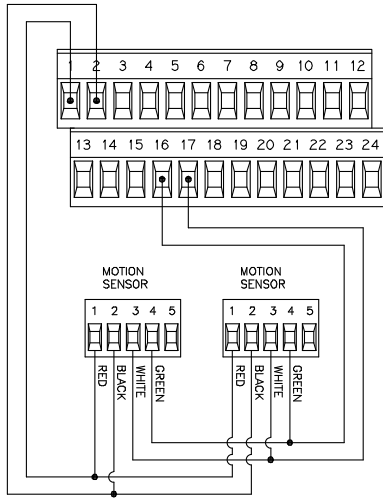 1 2 3 4 5 6 7 8 9 10 11 12
13 14 15 16 17 18 19 20 21 22 23 24
MOTION
SENSOR
1 2 3 4 5
RED
BLACK
WHITE
GREEN
MOTION
SENSOR
1 2 3 4 5
RED
BLACK
WHITE
GREEN